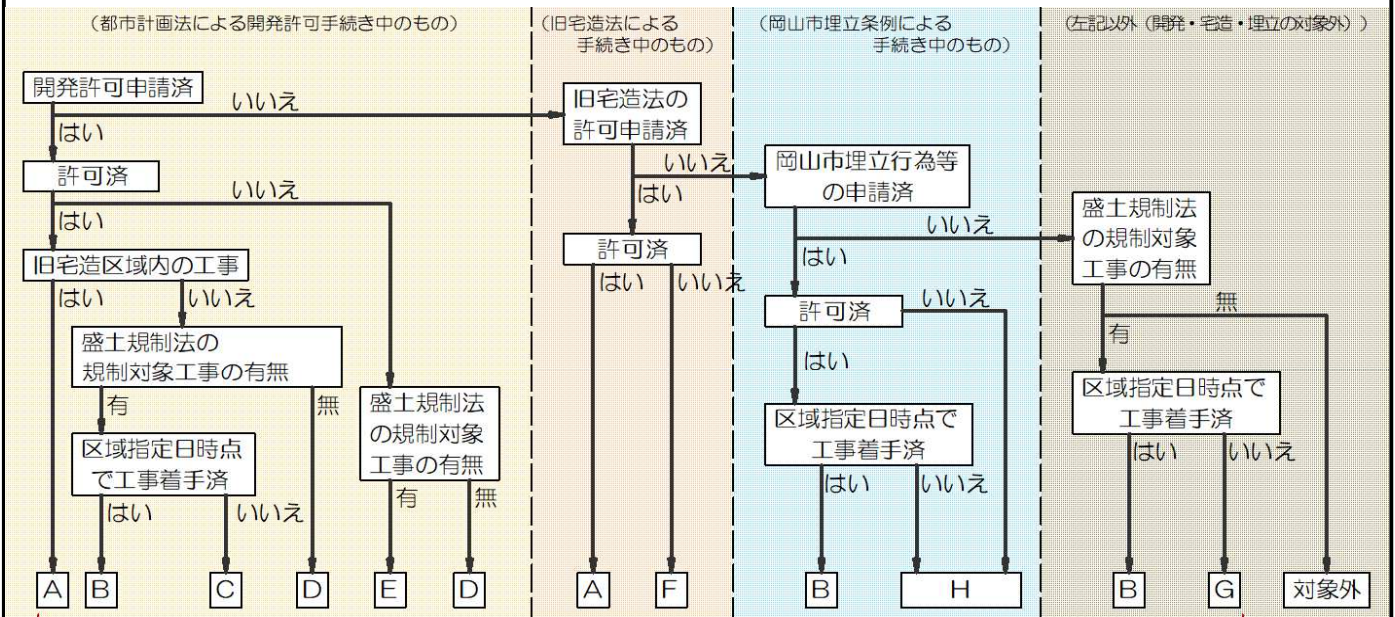 （都市計画法による開発許可手続き中のもの）
開発許可申請済
いいえ
はい
許可済
いいえ
はい
旧宅造区域内の工事
はい
いいえ
盛土規制法の
規制対象工事の有無
有
無
区域指定日時点
で工事着手済
はい
いいえ
盛土規制法
の規制対象
工事の有無
有
無
A
B
C
D
E
D
（旧宅造法による
手続き中のもの）
旧宅造法の
許可申請済
いいえ
はい
許可済
はい
いいえ
A
F
（岡山市埋立条例による
手続き中のもの）
岡山市埋立行為等
の申請済
いいえ
はい
許可済
いいえ
はい
区域指定日時点で
工事着手済
はい
いいえ
B
H
（左記以外（開発・宅造・埋立の対象外））
盛土規制法
の規制対象
工事の有無
無
有
区域指定日時点で
工事着手済
はい
いいえ
B
G
対象外